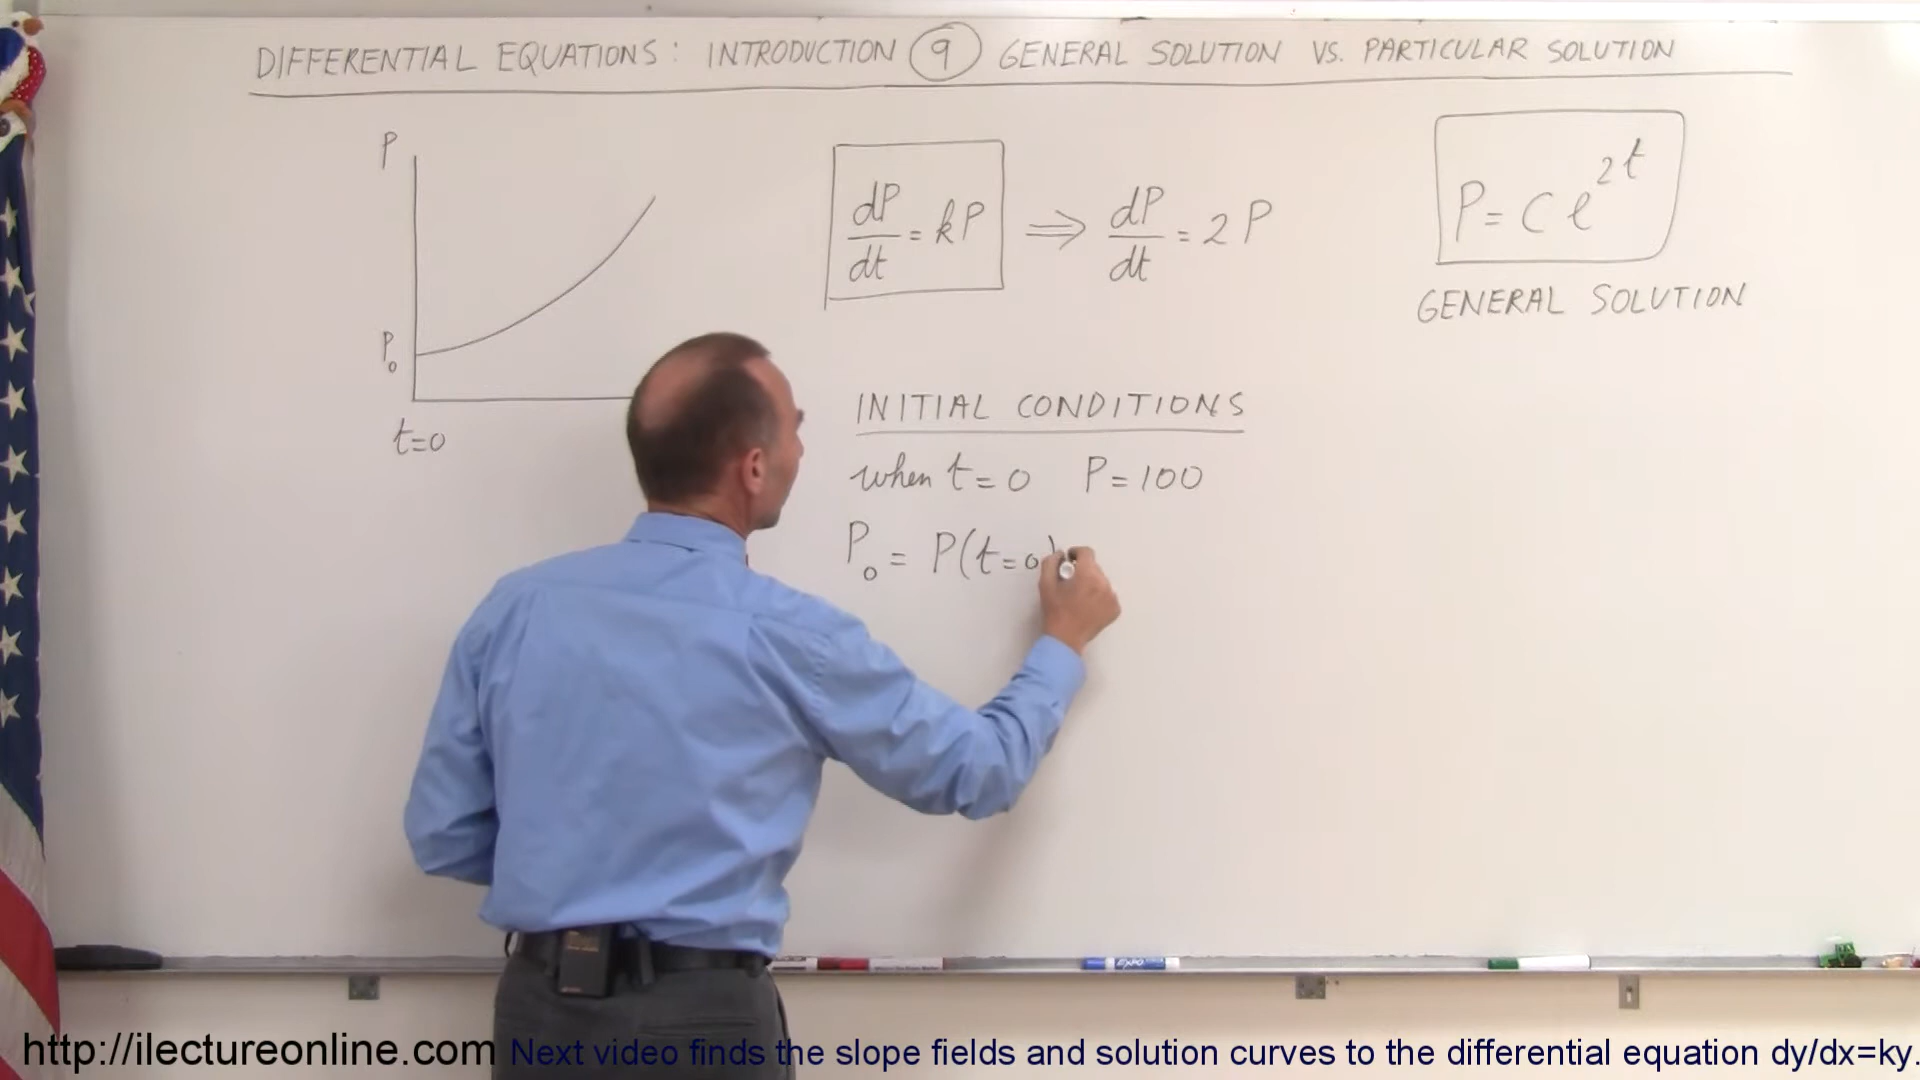 DIFFERENTIAL EQUATIONS: INTRODUCTION 9 GENERAL SOLUTION VS. PARTICULAR SOLUTION
P
P₀
t=0
dP/dt = kP ⟹ dP/dt = 2P
P = Ce^{2t}
GENERAL SOLUTION
INITIAL CONDITIONS
when t = 0 P = 100
P₀ = P(t=0)
EXPO
http://ilectureonline.com Next video finds the slope fields and solution curves to the differential equation dy/dx=ky.